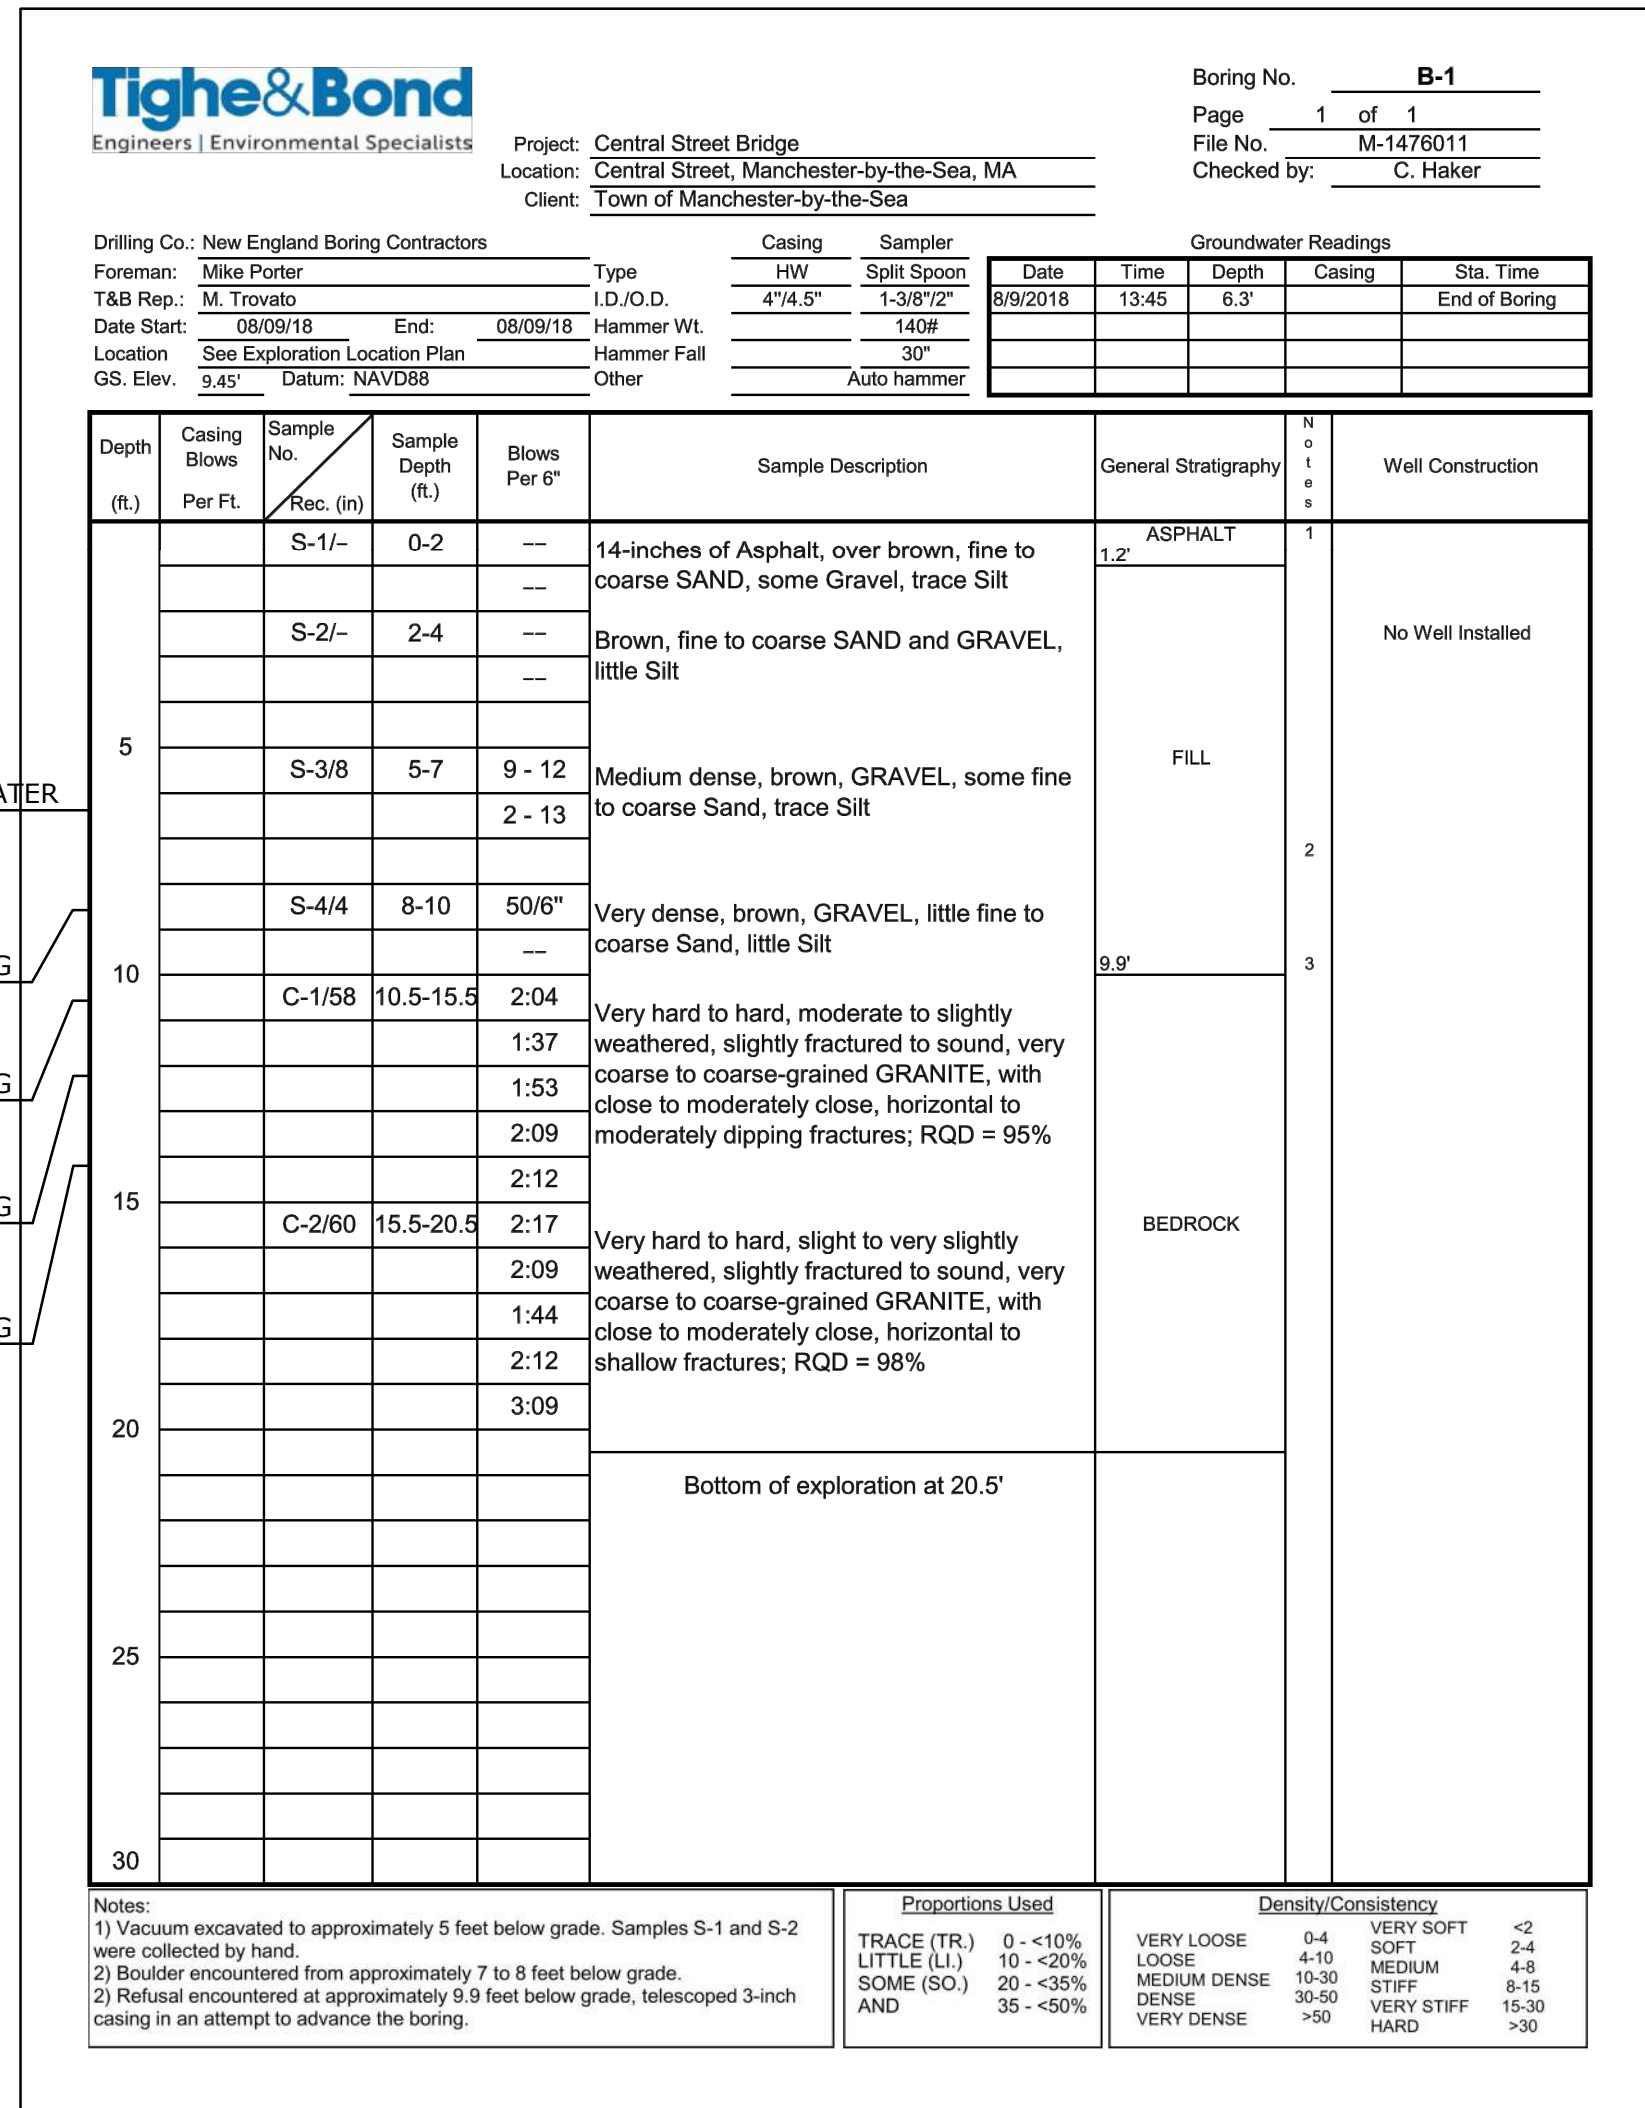 Tighe&Bond
Engineers | Environmental Specialists
Boring No. B-1
Page 1 of 1
File No. M-1476011
Checked by: C. Haker
Project: Central Street Bridge
Location: Central Street, Manchester-by-the-Sea, MA
Client: Town of Manchester-by-the-Sea
Drilling Co.: New England Boring Contractors
Foreman: Mike Porter
T&B Rep.: M. Trovato
Date Start: 08/09/18 End: 08/09/18
Location See Exploration Location Plan
GS. Elev. 9.45' Datum: NAVD88
Casing Sampler
Type HW Split Spoon
I.D./O.D. 4"/4.5" 1-3/8"/2"
Hammer Wt. 140#
Hammer Fall 30"
Other Auto hammer
Groundwater Readings
Date Time Depth Casing Sta. Time
8/9/2018 13:45 6.3' End of Boring
Depth (ft.)
Casing Blows Per Ft.
Sample No. Rec. (in)
Sample Depth (ft.)
Blows Per 6"
Sample Description
General Stratigraphy
Notes
Well Construction
S-1/– 0-2 ––
––
14-inches of Asphalt, over brown, fine to
coarse SAND, some Gravel, trace Silt
ASPHALT
1.2'
1
S-2/– 2-4 ––
––
Brown, fine to coarse SAND and GRAVEL,
little Silt
No Well Installed
5
S-3/8 5-7 9 - 12
2 - 13
Medium dense, brown, GRAVEL, some fine
to coarse Sand, trace Silt
FILL
ATER
2
S-4/4 8-10 50/6"
––
Very dense, brown, GRAVEL, little fine to
coarse Sand, little Silt
9.9'
3
G
10
C-1/58 10.5-15.5 2:04
1:37
1:53
2:09
2:12
Very hard to hard, moderate to slightly
weathered, slightly fractured to sound, very
coarse to coarse-grained GRANITE, with
close to moderately close, horizontal to
moderately dipping fractures; RQD = 95%
G
G
15
C-2/60 15.5-20.5 2:17
2:09
1:44
2:12
3:09
Very hard to hard, slight to very slightly
weathered, slightly fractured to sound, very
coarse to coarse-grained GRANITE, with
close to moderately close, horizontal to
shallow fractures; RQD = 98%
BEDROCK
G
20
Bottom of exploration at 20.5'
25
30
Notes:
1) Vacuum excavated to approximately 5 feet below grade. Samples S-1 and S-2
were collected by hand.
2) Boulder encountered from approximately 7 to 8 feet below grade.
2) Refusal encountered at approximately 9.9 feet below grade, telescoped 3-inch
casing in an attempt to advance the boring.
Proportions Used
TRACE (TR.) 0 - <10%
LITTLE (LI.) 10 - <20%
SOME (SO.) 20 - <35%
AND 35 - <50%
Density/Consistency
VERY LOOSE 0-4
LOOSE 4-10
MEDIUM DENSE 10-30
DENSE 30-50
VERY DENSE >50
VERY SOFT <2
SOFT 2-4
MEDIUM 4-8
STIFF 8-15
VERY STIFF 15-30
HARD >30